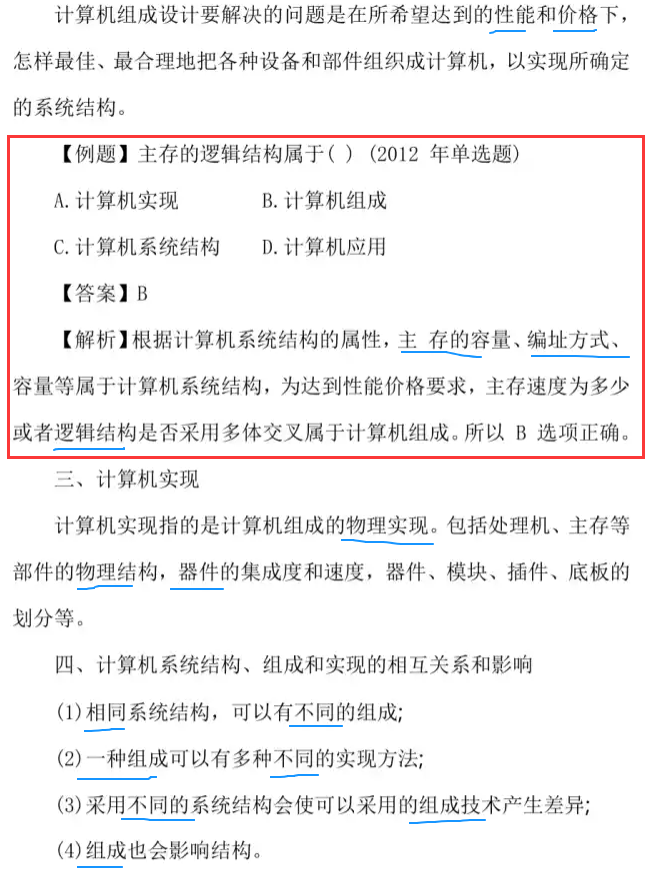 计算机组成设计要解决的问题是在所希望达到的性能和价格下，
怎样最佳、最合理地把各种设备和部件组织成计算机，以实现所确定
的系统结构。
【例题】主存的逻辑结构属于( ) (2012 年单选题)
A.计算机实现 B.计算机组成
C.计算机系统结构 D.计算机应用
【答案】B
【解析】根据计算机系统结构的属性，主 存的容量、编址方式、
容量等属于计算机系统结构，为达到性能价格要求，主存速度为多少
或者逻辑结构是否采用多体交叉属于计算机组成。所以 B 选项正确。
三、计算机实现
计算机实现指的是计算机组成的物理实现。包括处理机、主存等
部件的物理结构，器件的集成度和速度，器件、模块、插件、底板的
划分等。
四、计算机系统结构、组成和实现的相互关系和影响
(1)相同系统结构，可以有不同的组成;
(2)一种组成可以有多种不同的实现方法;
(3)采用不同的系统结构会使可以采用的组成技术产生差异;
(4)组成也会影响结构。